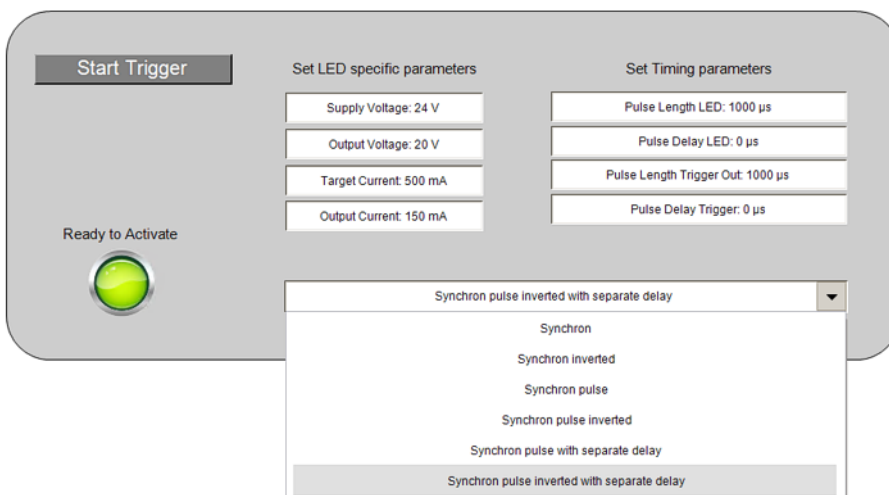 Start Trigger
Set LED specific parameters
Set Timing parameters
Supply Voltage: 24 V
Pulse Length LED: 1000 µs
Output Voltage: 20 V
Pulse Delay LED: 0 µs
Target Current: 500 mA
Pulse Length Trigger Out: 1000 µs
Output Current: 150 mA
Pulse Delay Trigger: 0 µs
Ready to Activate
Synchron pulse inverted with separate delay
Synchron
Synchron inverted
Synchron pulse
Synchron pulse inverted
Synchron pulse with separate delay
Synchron pulse inverted with separate delay